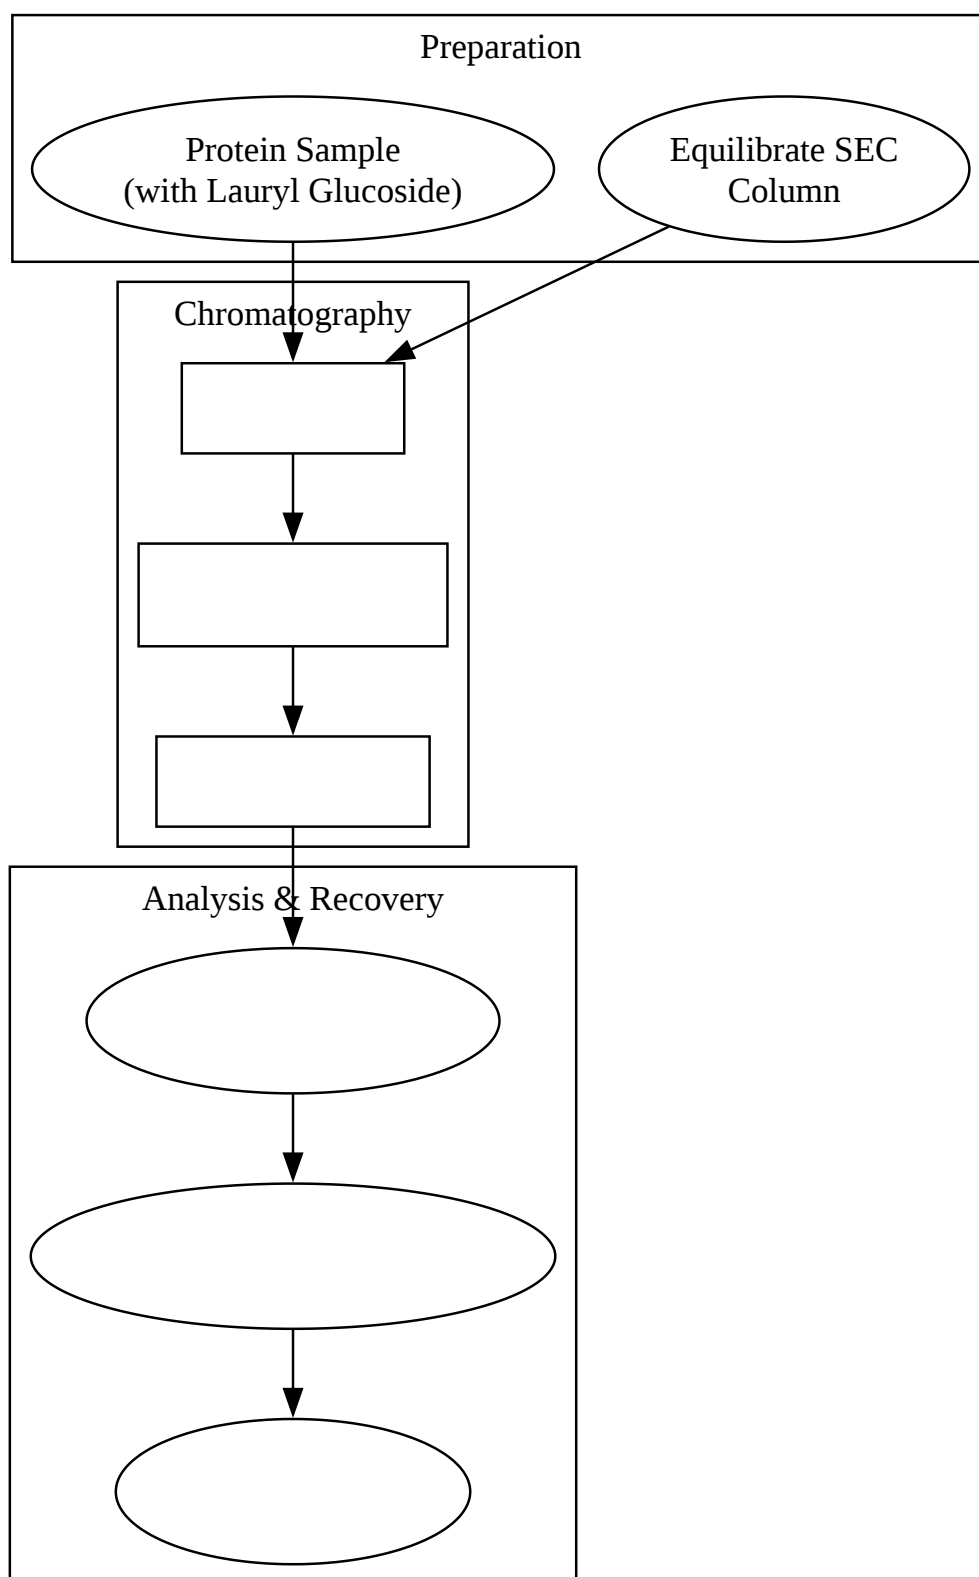 Preparation
Protein Sample
(with Lauryl Glucoside)
Equilibrate SEC
Column
Chromatography
Analysis & Recovery